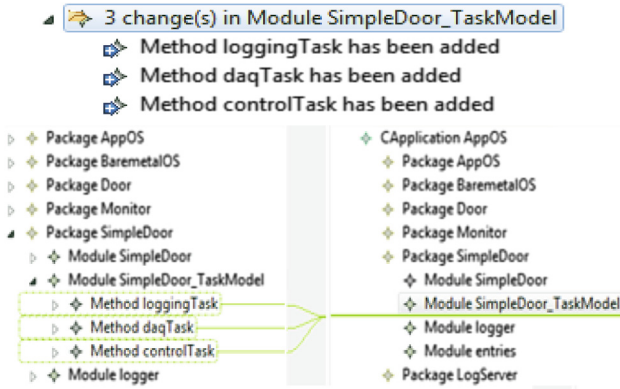 3 change(s) in Module SimpleDoor_TaskModel
Method loggingTask has been added
Method daqTask has been added
Method controlTask has been added
Package AppOS
Package BaremetalOS
Package Door
Package Monitor
Package SimpleDoor
Module SimpleDoor
Module SimpleDoor_TaskModel
Method loggingTask
Method daqTask
Method controlTask
Module logger
CApplication AppOS
Package AppOS
Package BaremetalOS
Package Door
Package Monitor
Package SimpleDoor
Module SimpleDoor
Module SimpleDoor_TaskModel
Module logger
Module entries
Package LogServer